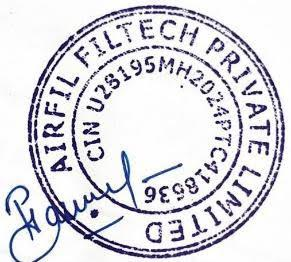 AIRFIL FILTECH PRIVATE LIMITED
CIN U28195MH2024PTC418636